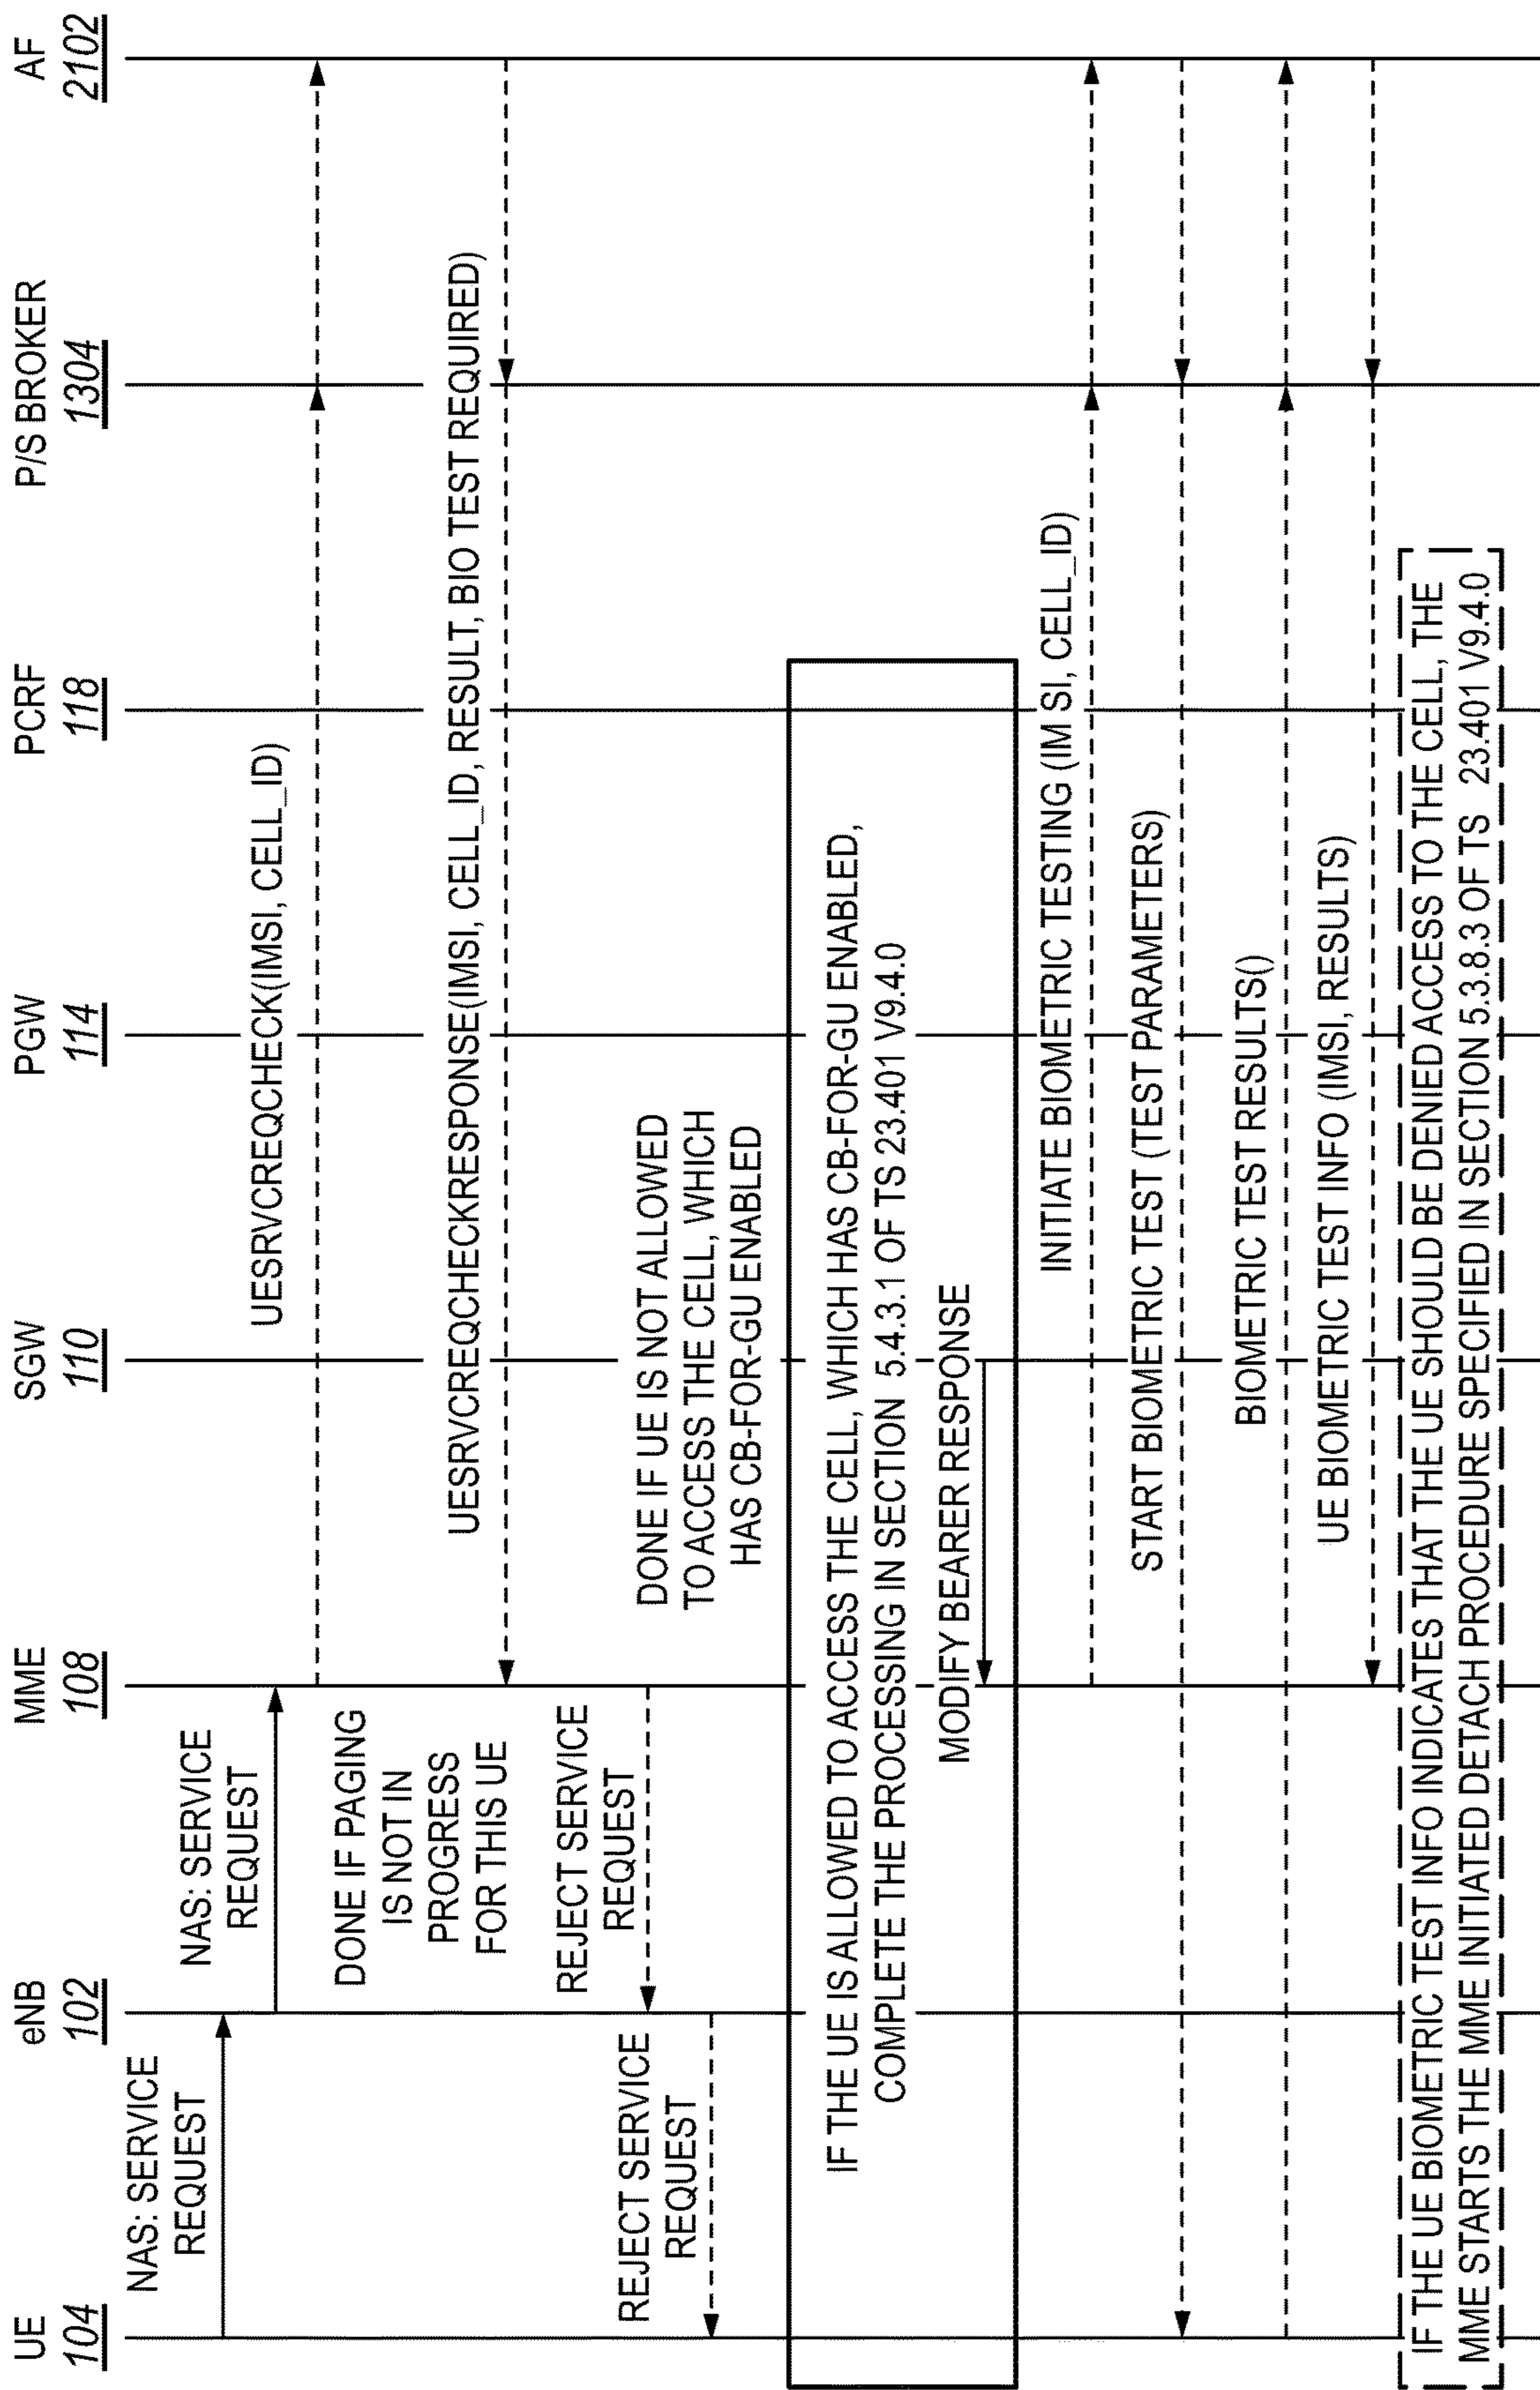 UE
104
eNB
102
MME
108
SGW
110
PGW
114
PCRF
118
P/S BROKER
1304
AF
2102
NAS: SERVICE
REQUEST
NAS: SERVICE
REQUEST
UESRVCREQCHECK(IMSI, CELL_ID)
DONE IF PAGING
IS NOT IN
PROGRESS
FOR THIS UE
UESRVCREQCHECKRESPONSE(IMSI, CELL_ID, RESULT, BIO TEST REQUIRED)
REJECT SERVICE
REQUEST
REJECT SERVICE
REQUEST
DONE IF UE IS NOT ALLOWED
TO ACCESS THE CELL, WHICH
HAS CB-FOR-GU ENABLED
IF THE UE IS ALLOWED TO ACCESS THE CELL, WHICH HAS CB-FOR-GU ENABLED,
COMPLETE THE PROCESSING IN SECTION 5.4.3.1 OF TS 23.401 V9.4.0
MODIFY BEARER RESPONSE
INITIATE BIOMETRIC TESTING (IM SI, CELL_ID)
START BIOMETRIC TEST (TEST PARAMETERS)
BIOMETRIC TEST RESULTS()
UE BIOMETRIC TEST INFO (IMSI, RESULTS)
IF THE UE BIOMETRIC TEST INFO INDICATES THAT THE UE SHOULD BE DENIED ACCESS TO THE CELL, THE
MME STARTS THE MME INITIATED DETACH PROCEDURE SPECIFIED IN SECTION 5.3.8.3 OF TS 23.401 V9.4.0